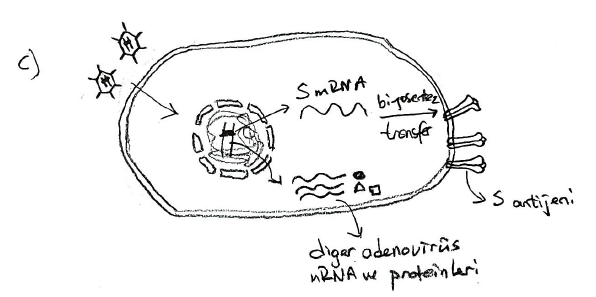 c)
S mRNA
biyosentez
transfer
S antijeni
diğer adenovirüs
mRNA ve proteinleri